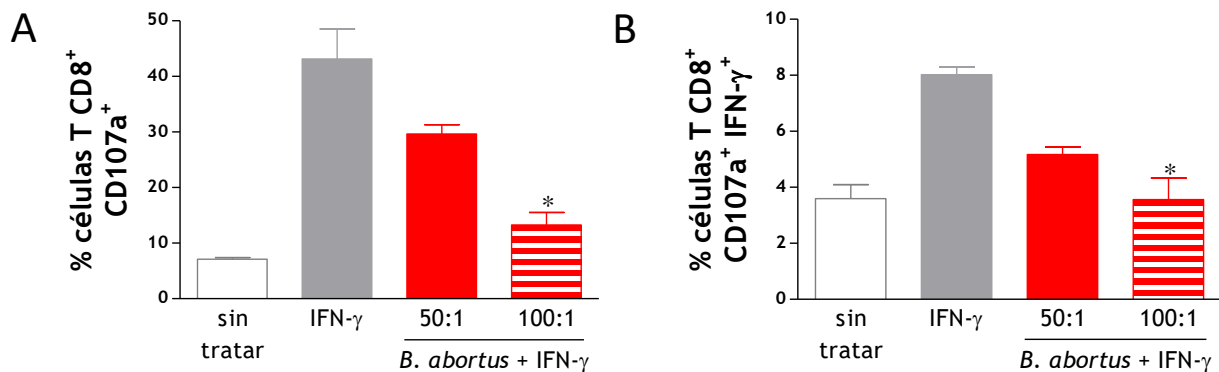 A
% células T CD8+
CD107a+
50
40
30
20
10
0
sin
tratar
IFN-γ
50:1
100:1
*
B. abortus + IFN-γ
B
% células T CD8+
CD107a+ IFN-γ+
10
8
6
4
2
0
sin
tratar
IFN-γ
50:1
100:1
*
B. abortus + IFN-γ